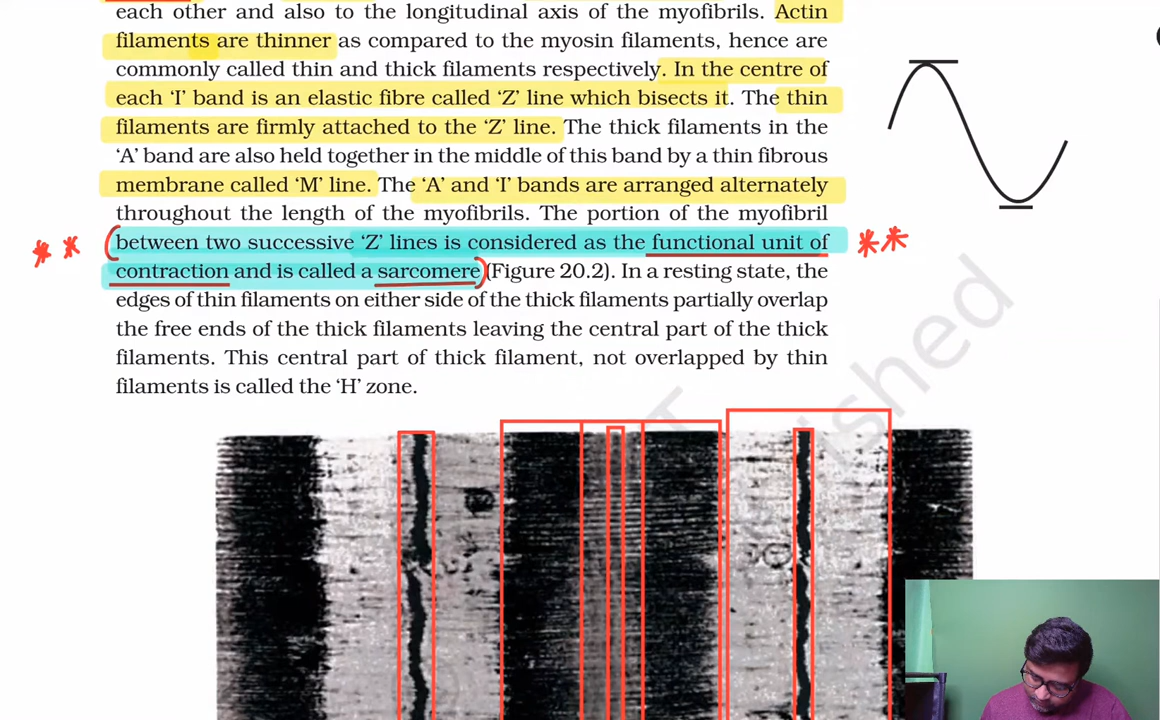 each other and also to the longitudinal axis of the myofibrils. Actin
filaments are thinner as compared to the myosin filaments, hence are
commonly called thin and thick filaments respectively. In the centre of
each ‘I’ band is an elastic fibre called ‘Z’ line which bisects it. The thin
filaments are firmly attached to the ‘Z’ line. The thick filaments in the
‘A’ band are also held together in the middle of this band by a thin fibrous
membrane called ‘M’ line. The ‘A’ and ‘I’ bands are arranged alternately
throughout the length of the myofibrils. The portion of the myofibril
between two successive ‘Z’ lines is considered as the functional unit of
contraction and is called a sarcomere (Figure 20.2). In a resting state, the
edges of thin filaments on either side of the thick filaments partially overlap
the free ends of the thick filaments leaving the central part of the thick
filaments. This central part of thick filament, not overlapped by thin
filaments is called the ‘H’ zone.